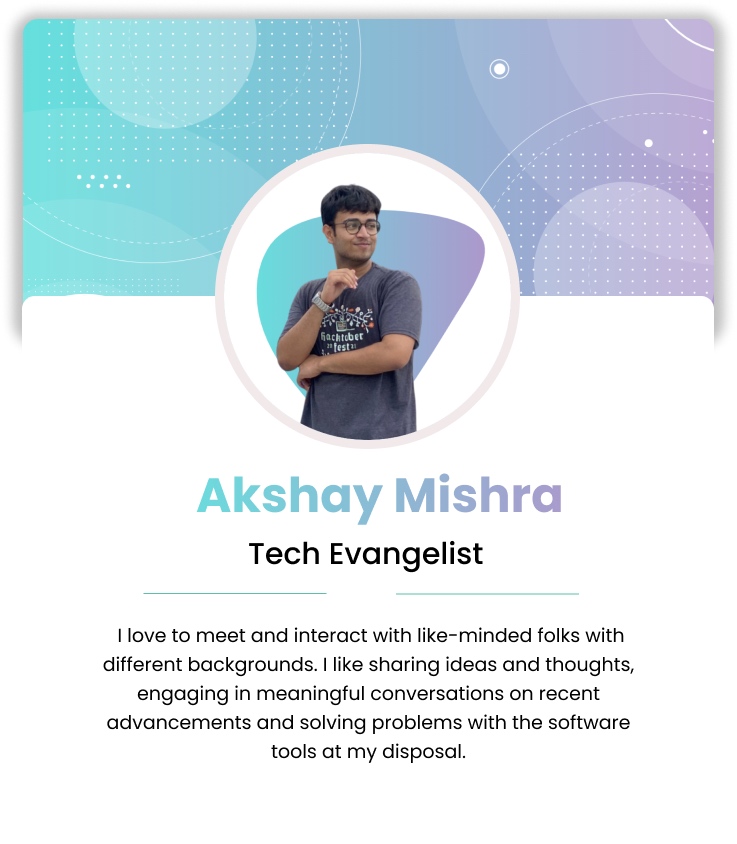 Hacktober
fest
Akshay Mishra
Tech Evangelist
I love to meet and interact with like-minded folks with
different backgrounds. I like sharing ideas and thoughts,
engaging in meaningful conversations on recent
advancements and solving problems with the software
tools at my disposal.